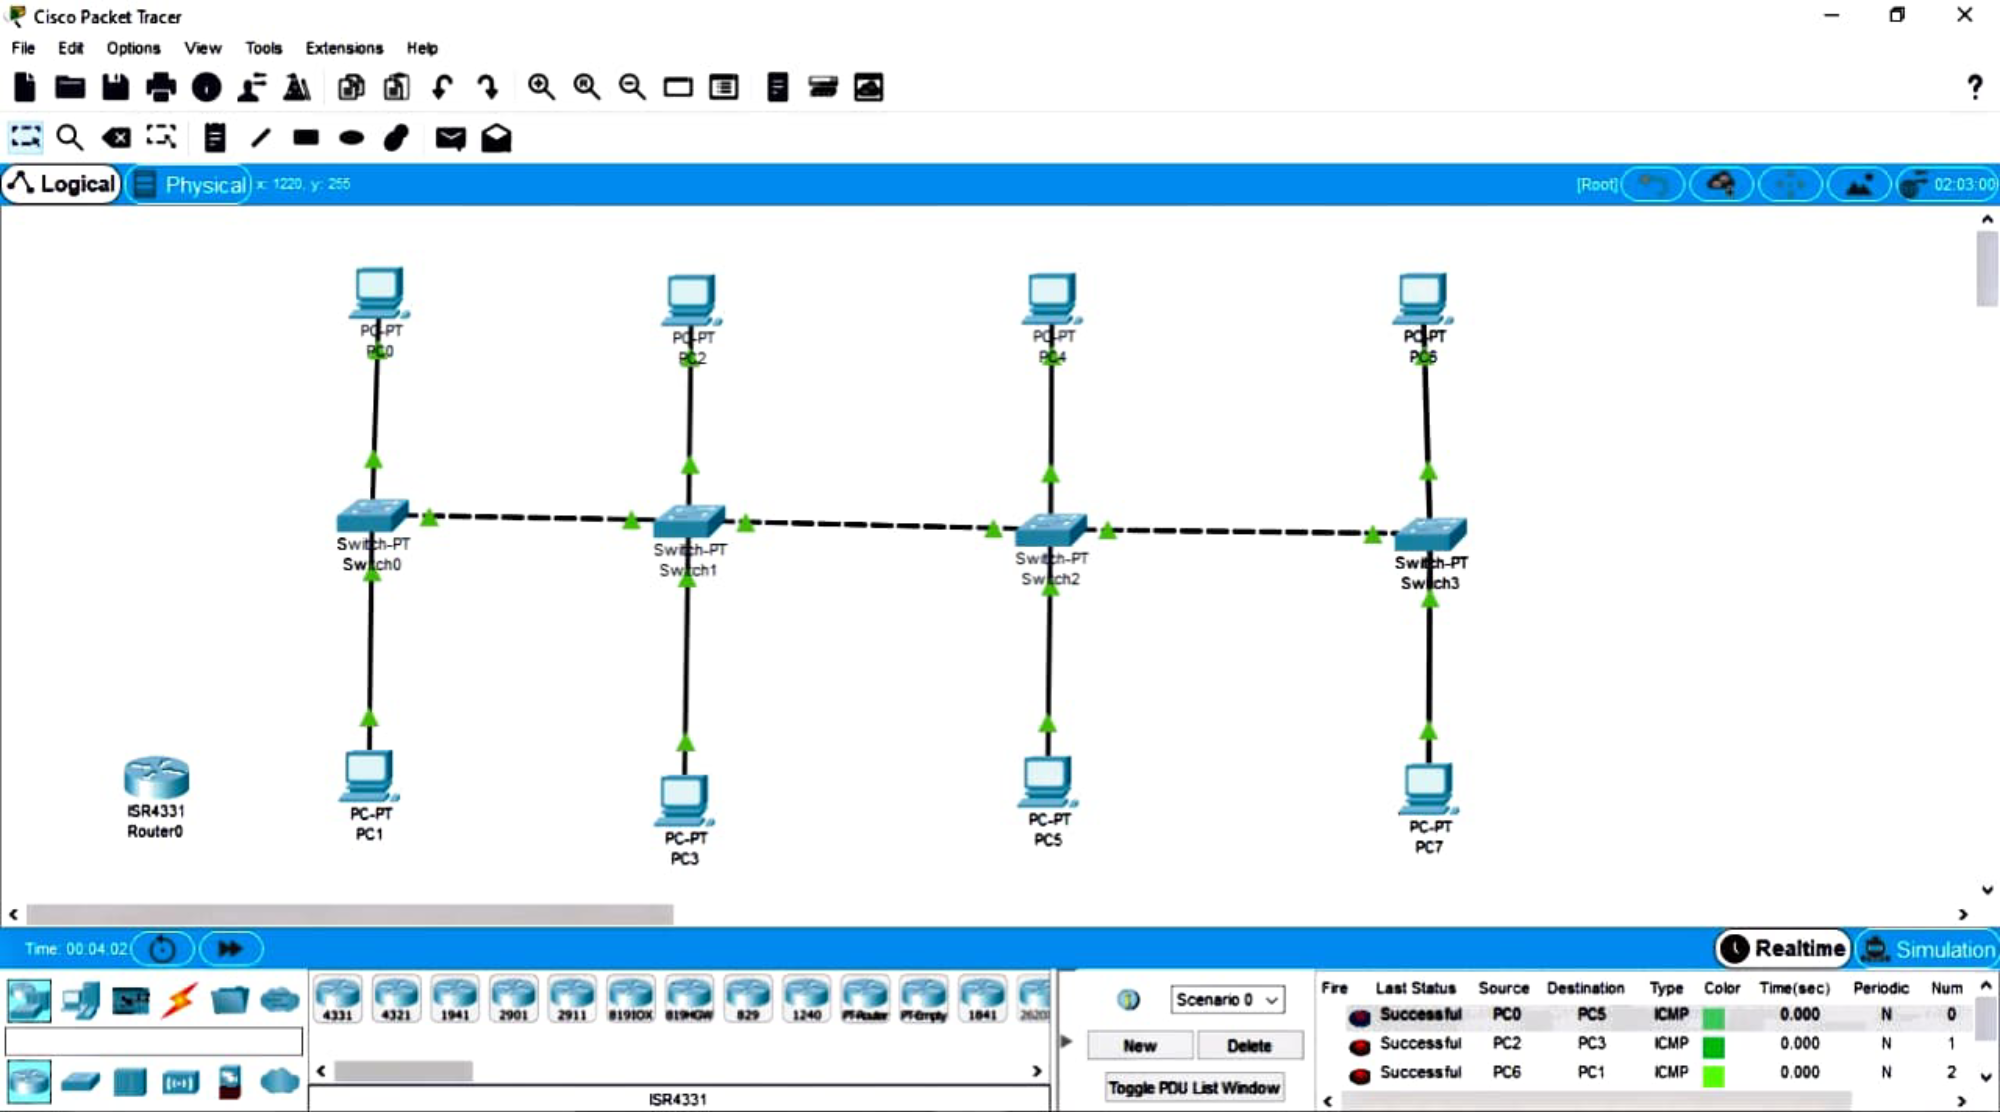 Cisco Packet Tracer
File Edit Options View Tools Extensions Help
?
Logical Physical x: 1220, y: 255 [Root] 02:03:00
PC-PT
PC0
PC-PT
PC2
PC-PT
PC4
PC-PT
PC6
Switch-PT
Switch0
Switch-PT
Switch1
Switch-PT
Switch2
Switch-PT
Switch3
ISR4331
Router0
PC-PT
PC1
PC-PT
PC3
PC-PT
PC5
PC-PT
PC7
Time: 00:04:02 Realtime Simulation
4331 4321 1941 2901 2911 819IOX 819HGW 829 1240 PT-Router PT-Empty 1841
ISR4331
Scenario 0
New Delete
Toggle PDU List Window
Fire Last Status Source Destination Type Color Time(sec) Periodic Num
Successful PC0 PC5 ICMP 0.000 N 0
Successful PC2 PC3 ICMP 0.000 N 1
Successful PC6 PC1 ICMP 0.000 N 2